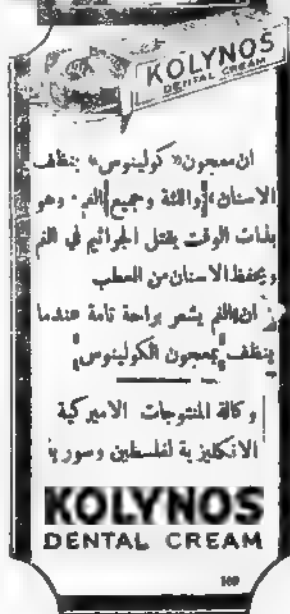 KOLYNOS
DENTAL CREAM
ان معجون «كولينوس» ينظف
الاسنان واللثة وجميع الفم. وهو
بذات الوقت يقتل الجراثيم في الفم
ويحفظ الاسنان من العطب
ان الفم يشعر براحة تامة عندما
ينظف بمعجون الكولينوس
وكالة المنتوجات الاميركية
الانكليزية لفلسطين وسوريا
KOLYNOS
DENTAL CREAM